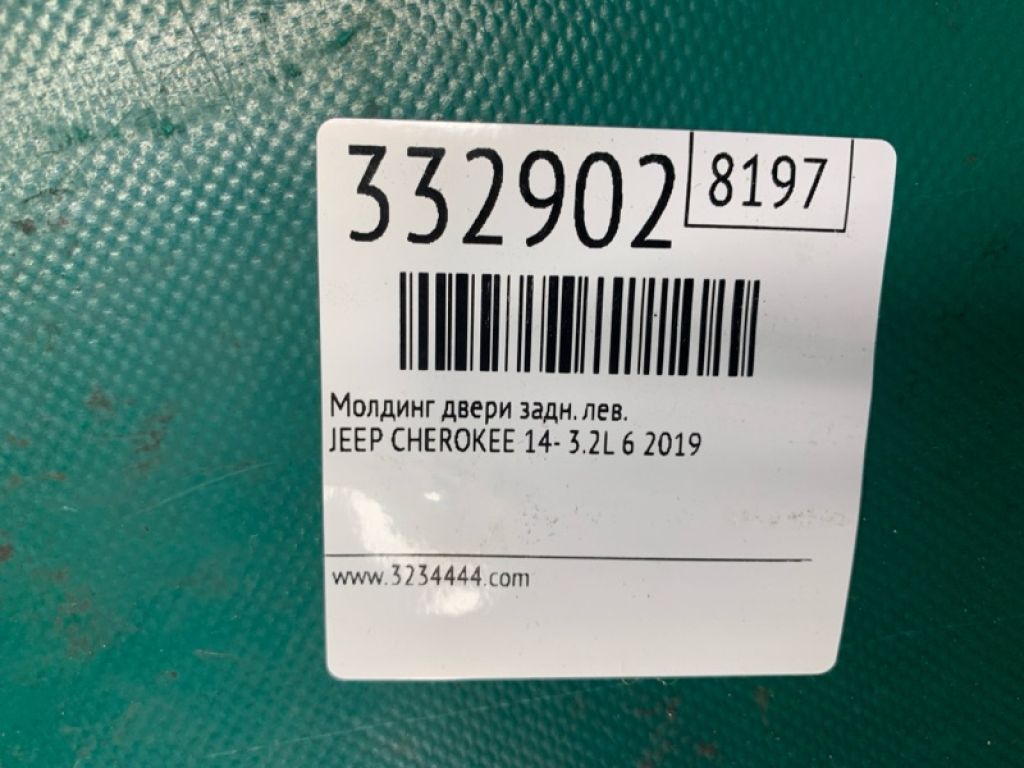 332902
8197
Молдинг двери задн. лев.
JEEP CHEROKEE 14- 3.2L 6 2019
www.3234444.com